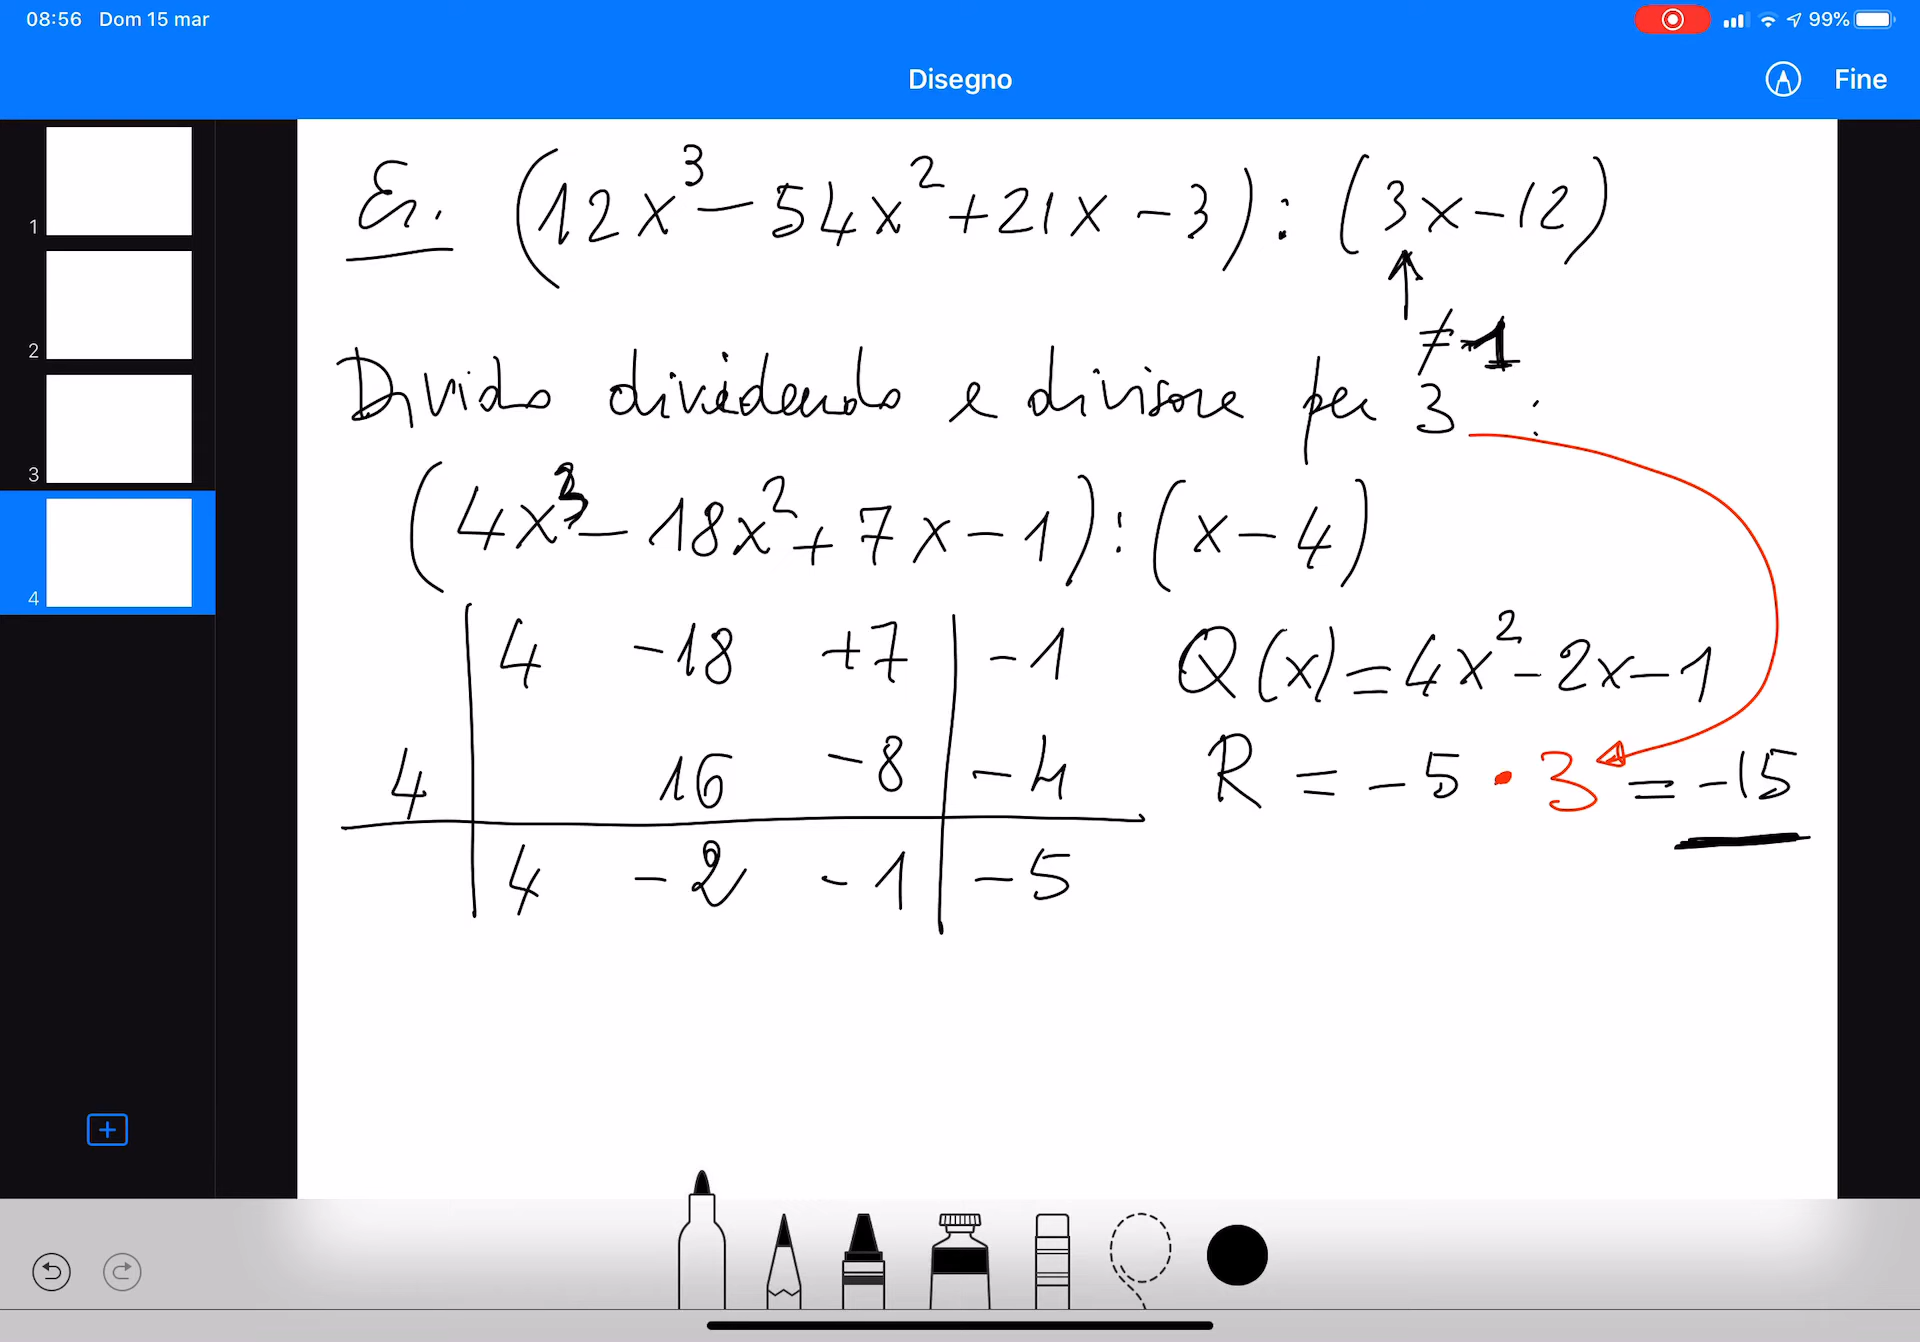 08:56 Dom 15 mar
99%
Disegno
Fine
1
2
3
4
Es. (12x³ - 54x² + 21x - 3) : (3x - 12)
≠ 1
Divido dividendo e divisore per 3 :
(4x³ - 18x² + 7x - 1) : (x - 4)
4 -18 +7 -1
4 16 -8 -4
4 -2 -1 -5
Q(x) = 4x² - 2x - 1
R = -5 · 3 = -15